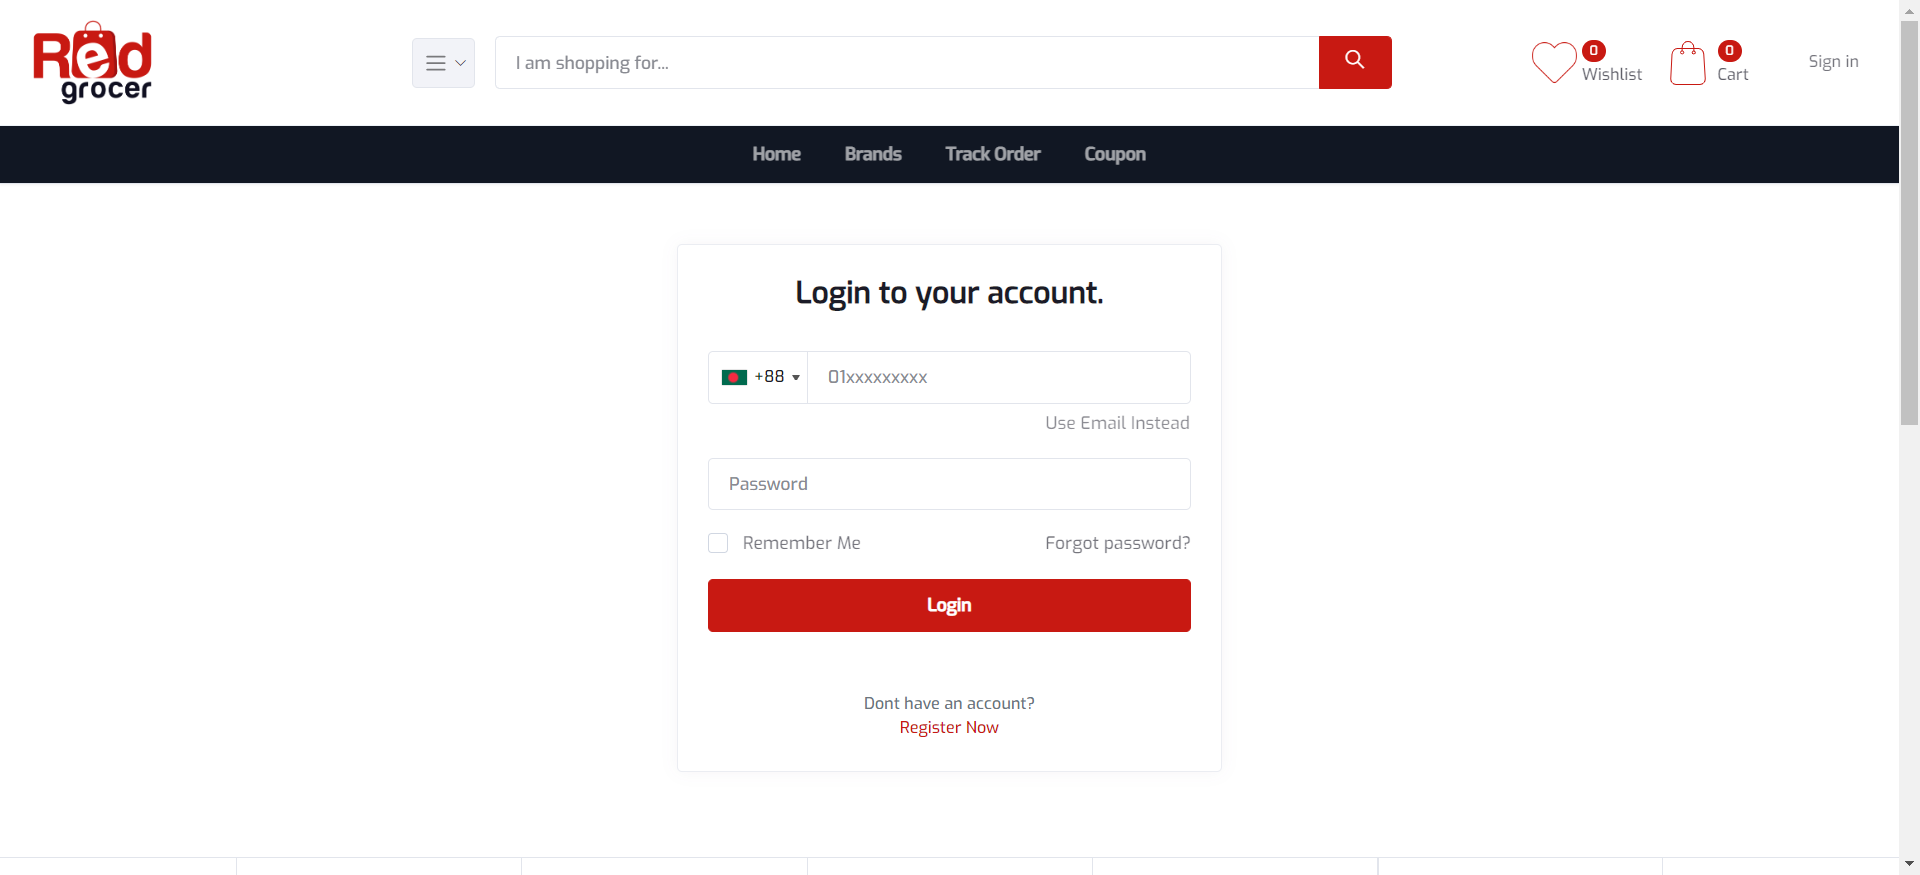 Red
grocer
I am shopping for...
0
Wishlist
0
Cart
Sign in
Home Brands Track Order Coupon
Login to your account.
+88 01xxxxxxxxx
Use Email Instead
Password
Remember Me Forgot password?
Login
Dont have an account?
Register Now